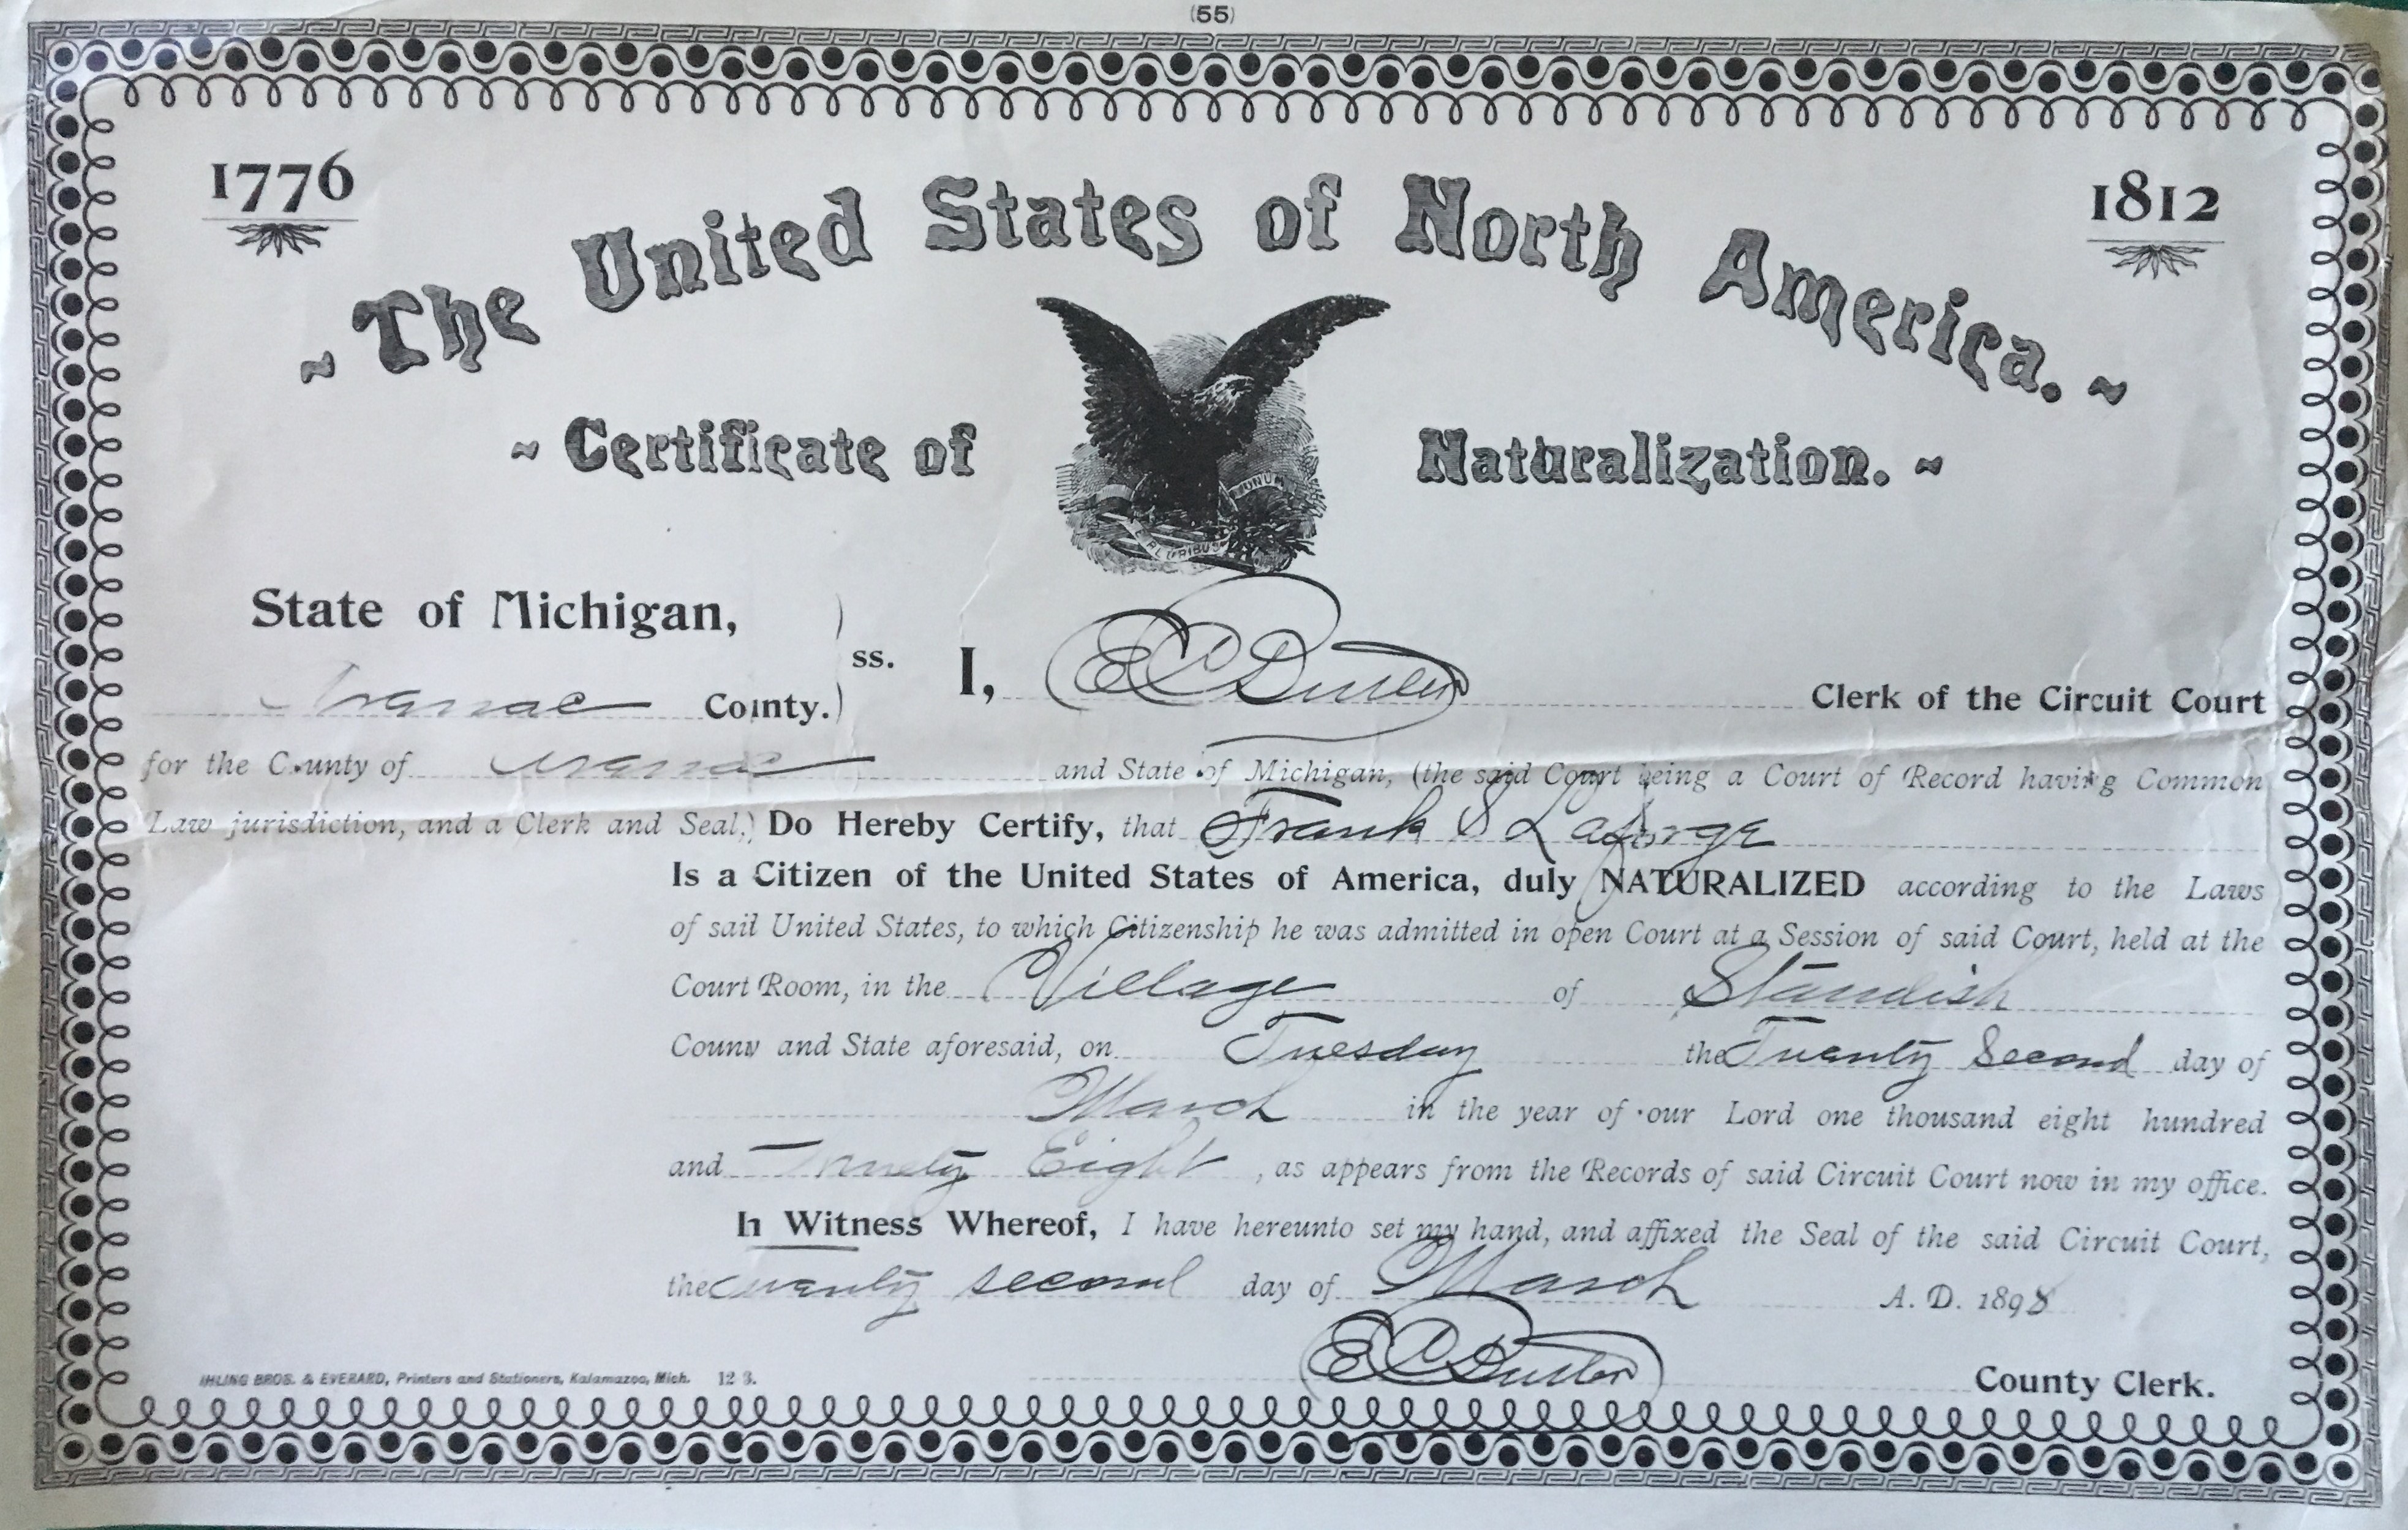 (55)
1776
1812
~ The United States of North America. ~
~ Certificate of Naturalization. ~
E PLURIBUS UNUM
State of Michigan,
Arenac County. ) ss. I, E C Butler Clerk of the Circuit Court
for the County of Arenac and State of Michigan, (the said Court being a Court of Record having Common
Law jurisdiction, and a Clerk and Seal,) Do Hereby Certify, that Frank S Laforge
Is a Citizen of the United States of America, duly NATURALIZED according to the Laws
of said United States, to which Citizenship he was admitted in open Court at a Session of said Court, held at the
Court Room, in the Village of Standish
County and State aforesaid, on Tuesday the Twenty Second day of
March in the year of our Lord one thousand eight hundred
and Ninety Eight, as appears from the Records of said Circuit Court now in my office.
In Witness Whereof, I have hereunto set my hand, and affixed the Seal of the said Circuit Court,
the twenty second day of March A. D. 1898
E C Butler County Clerk.
IHLING BROS. & EVERARD, Printers and Stationers, Kalamazoo, Mich.